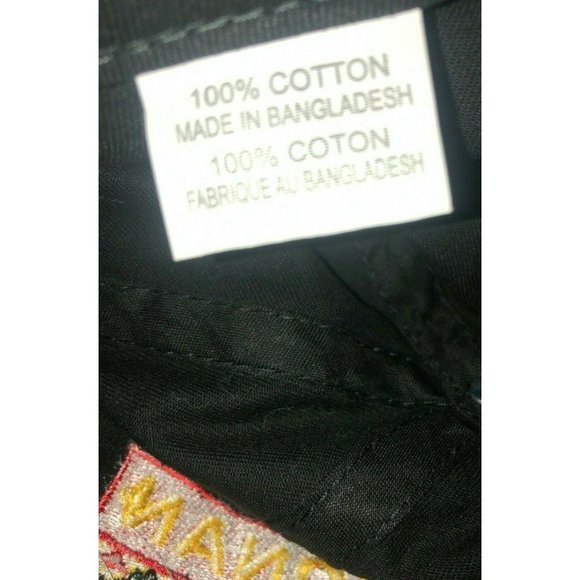 100% COTTON
MADE IN BANGLADESH
100% COTON
FABRIQUE AU BANGLADESH